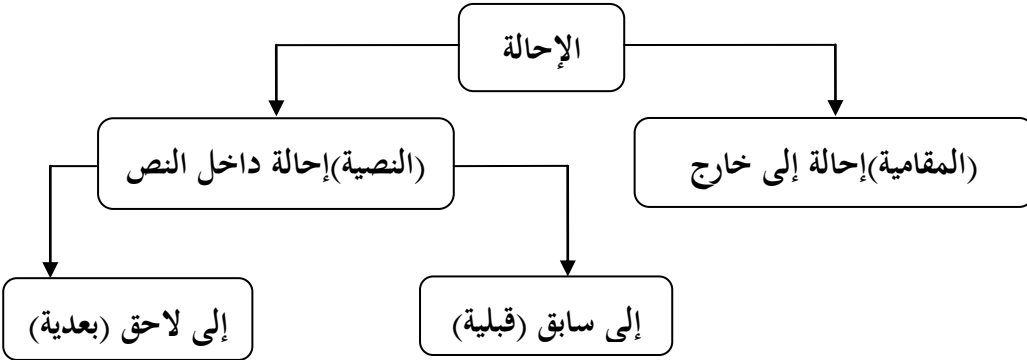 الإحالة
(المقامية)إحالة إلى خارج
(النصية)إحالة داخل النص
إلى سابق (قبلية)
إلى لاحق (بعدية)